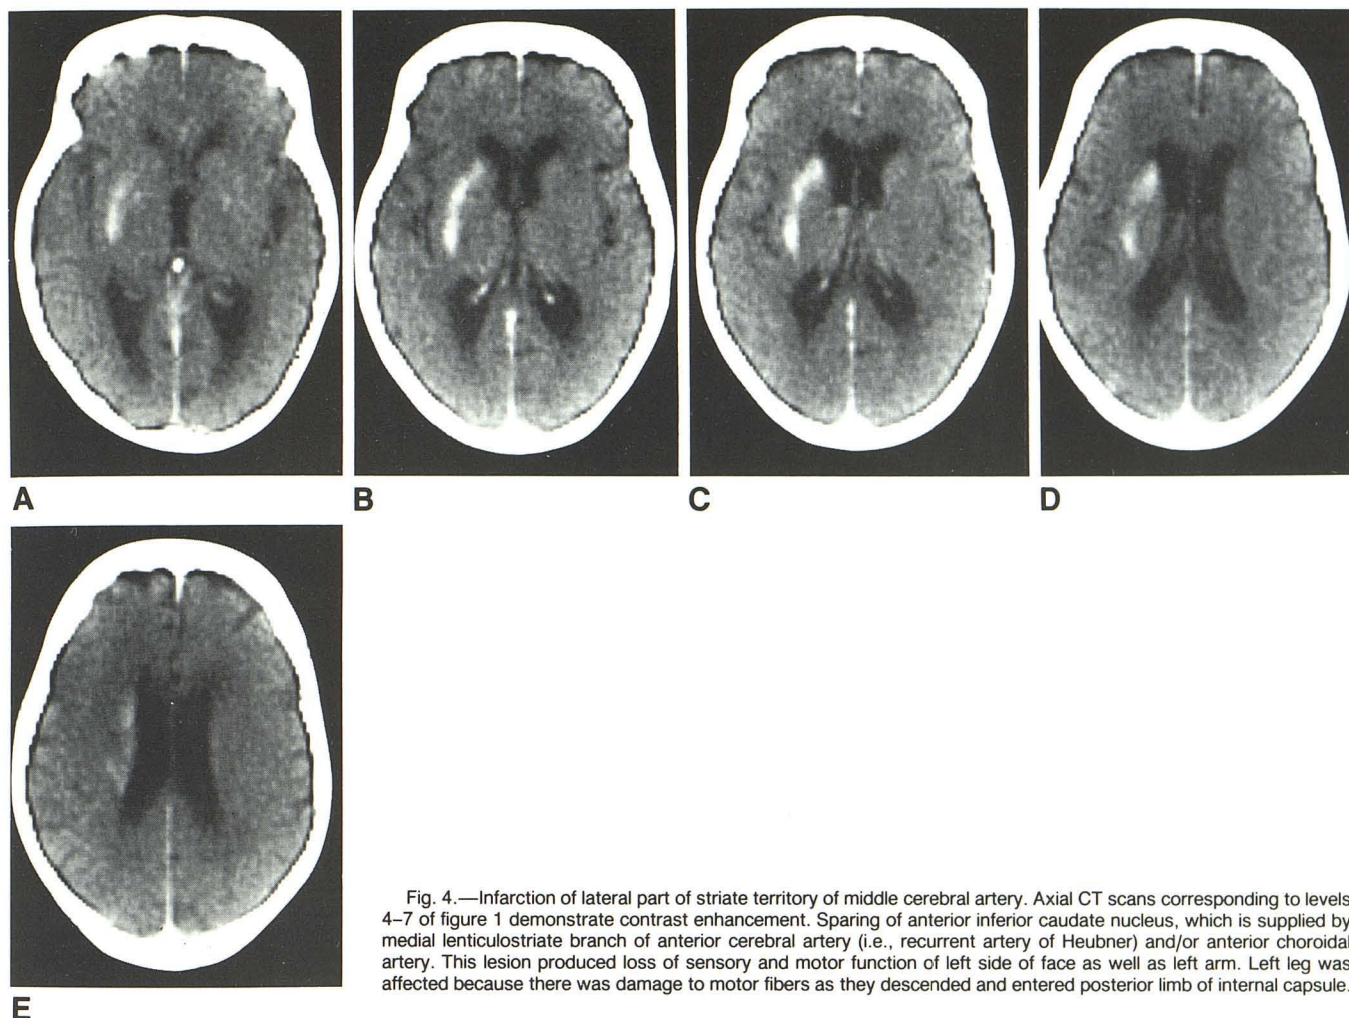 A
B
C
D
E
Fig. 4.—Infarction of lateral part of striate territory of middle cerebral artery. Axial CT scans corresponding to levels
4–7 of figure 1 demonstrate contrast enhancement. Sparing of anterior inferior caudate nucleus, which is supplied by
medial lenticulostriate branch of anterior cerebral artery (i.e., recurrent artery of Heubner) and/or anterior choroidal
artery. This lesion produced loss of sensory and motor function of left side of face as well as left arm. Left leg was
affected because there was damage to motor fibers as they descended and entered posterior limb of internal capsule.